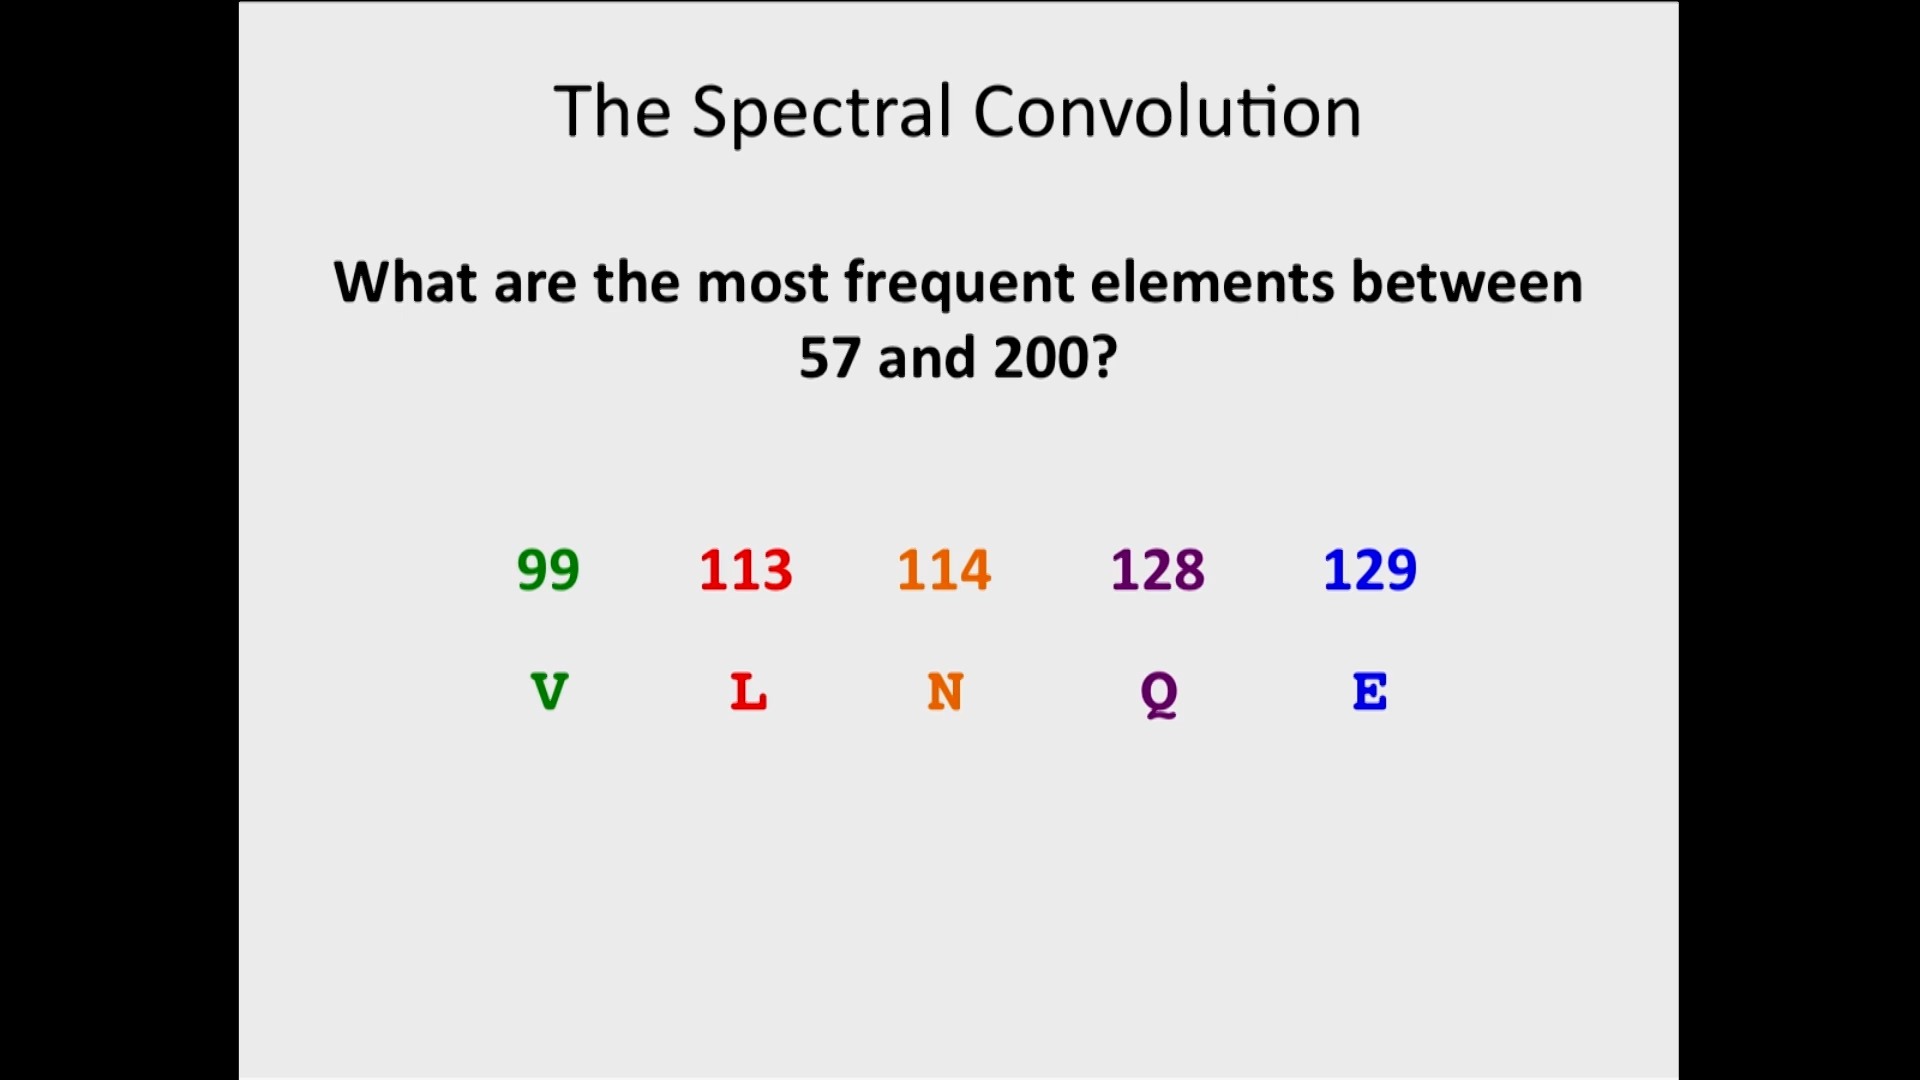 The Spectral Convolution
What are the most frequent elements between
57 and 200?
99 113 114 128 129
V L N Q E